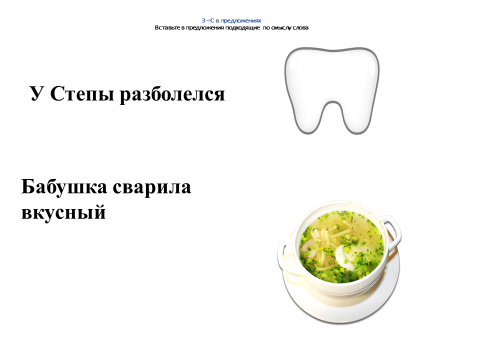 З –С в предложениях
Вставьте в предложения подходящие по смыслу слова
У Степы разболелся
Бабушка сварила
вкусный